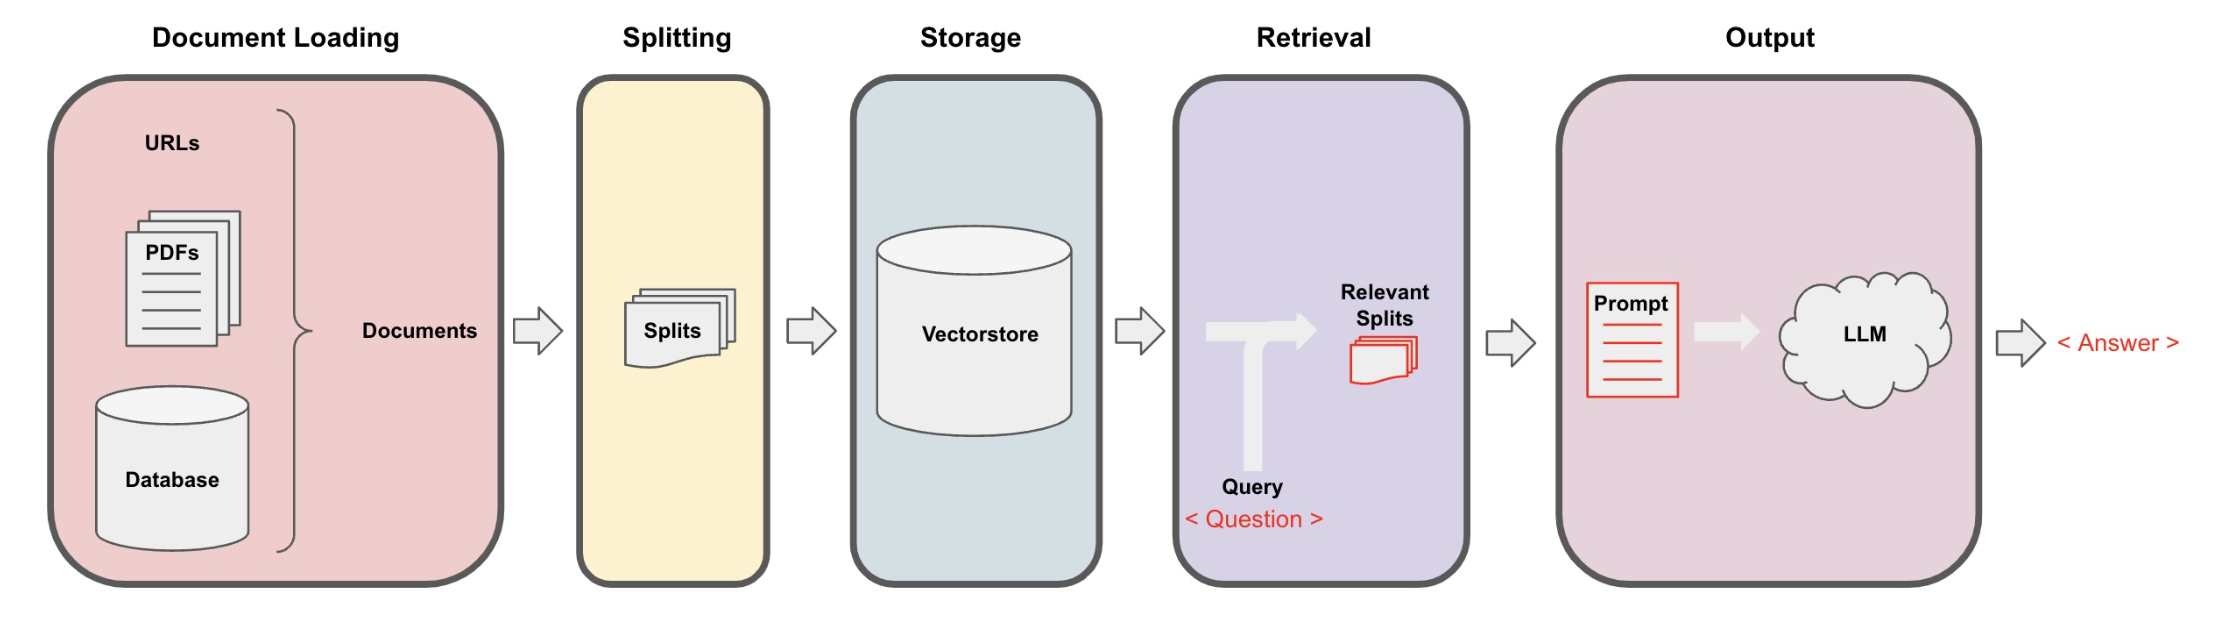 Document Loading
Splitting
Storage
Retrieval
Output
URLs
PDFs
Database
Documents
Splits
Vectorstore
Relevant
Splits
Query
< Question >
Prompt
LLM
< Answer >